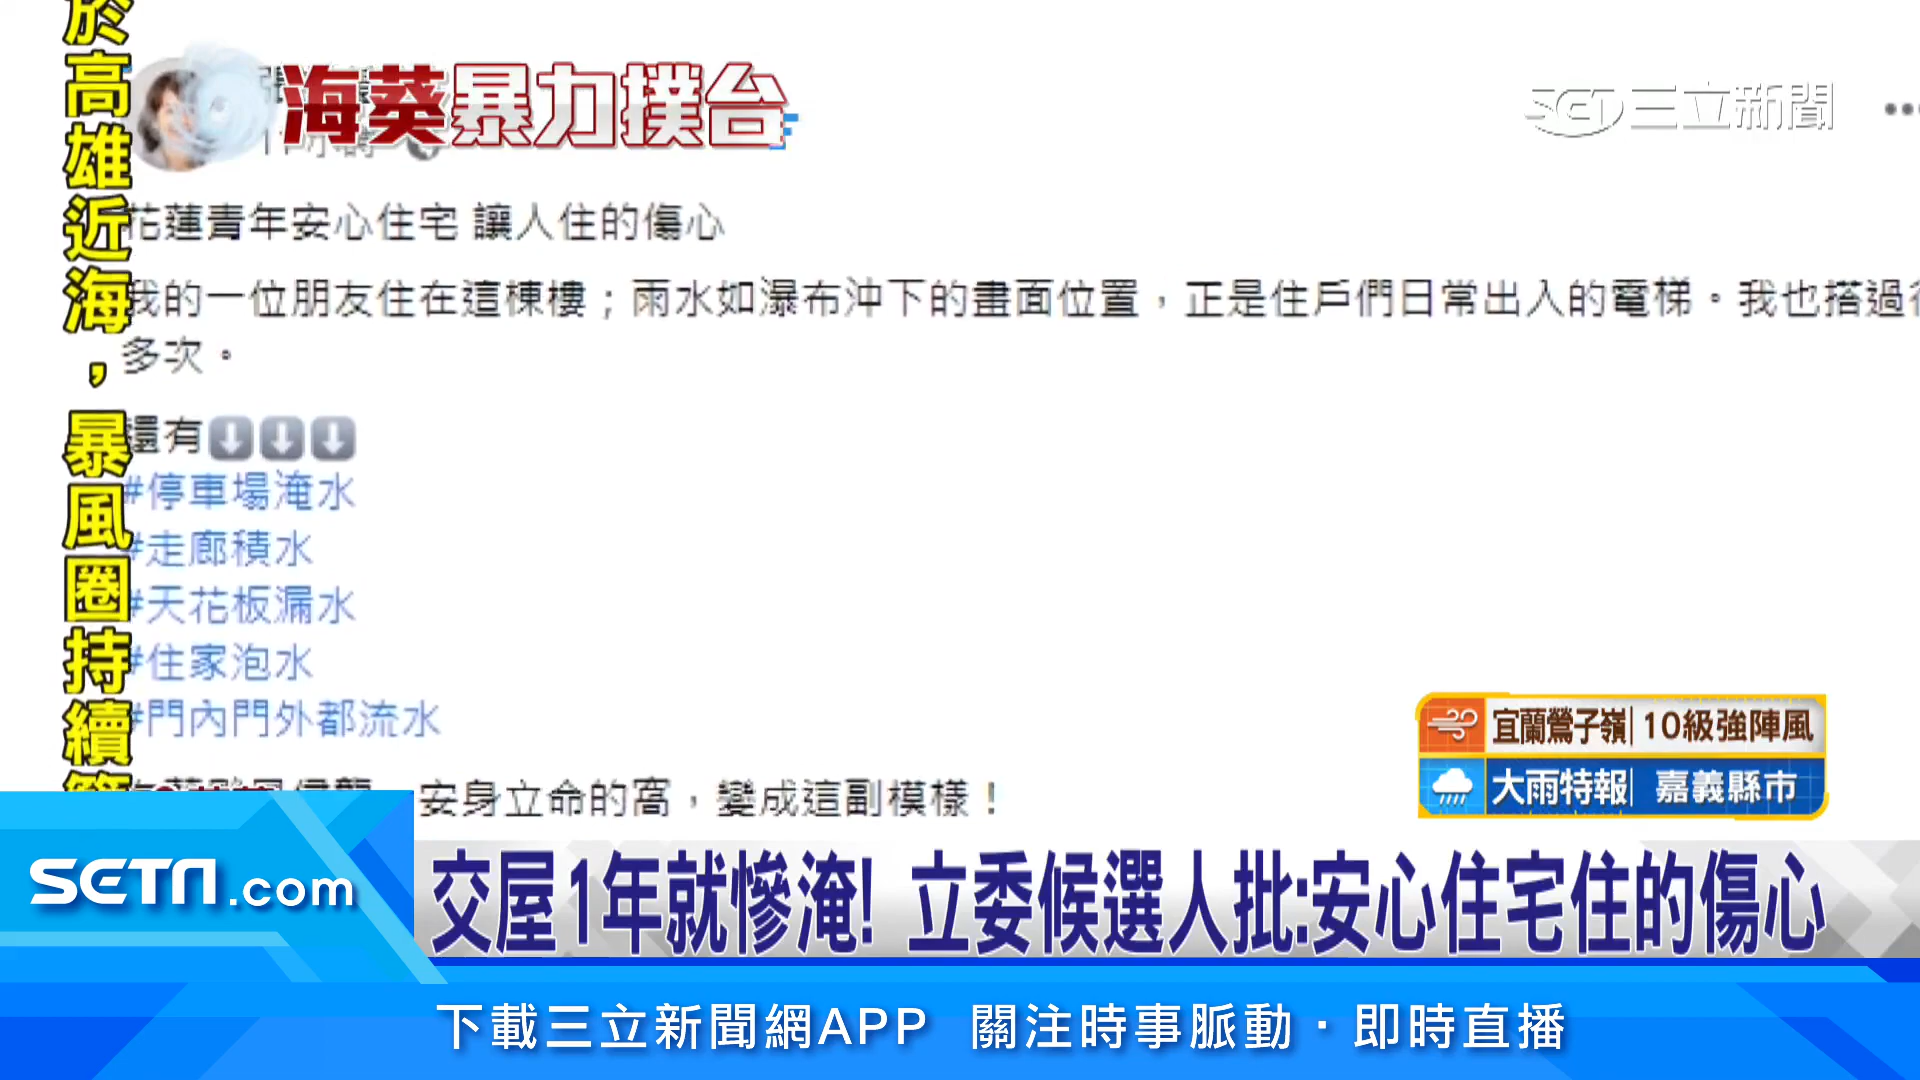 於高雄近海，暴風圈持續
海葵暴力撲台
SET三立新聞
花蓮青年安心住宅 讓人住的傷心
我的一位朋友住在這棟樓；雨水如瀑布沖下的畫面位置，正是住戶們日常出入的電梯。我也搭過
多次。
還有⬇⬇⬇
#停車場淹水
#走廊積水
#天花板漏水
#住家泡水
#門內門外都流水
安身立命的窩，變成這副模樣！
宜蘭鶯子嶺 10級強陣風
大雨特報 嘉義縣市
SETN.com
交屋1年就慘淹! 立委候選人批:安心住宅住的傷心
下載三立新聞網APP 關注時事脈動・即時直播